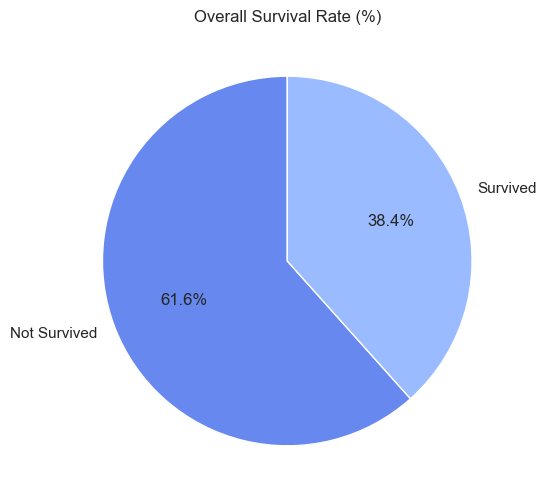 Overall Survival Rate (%)
Survived
38.4%
61.6%
Not Survived